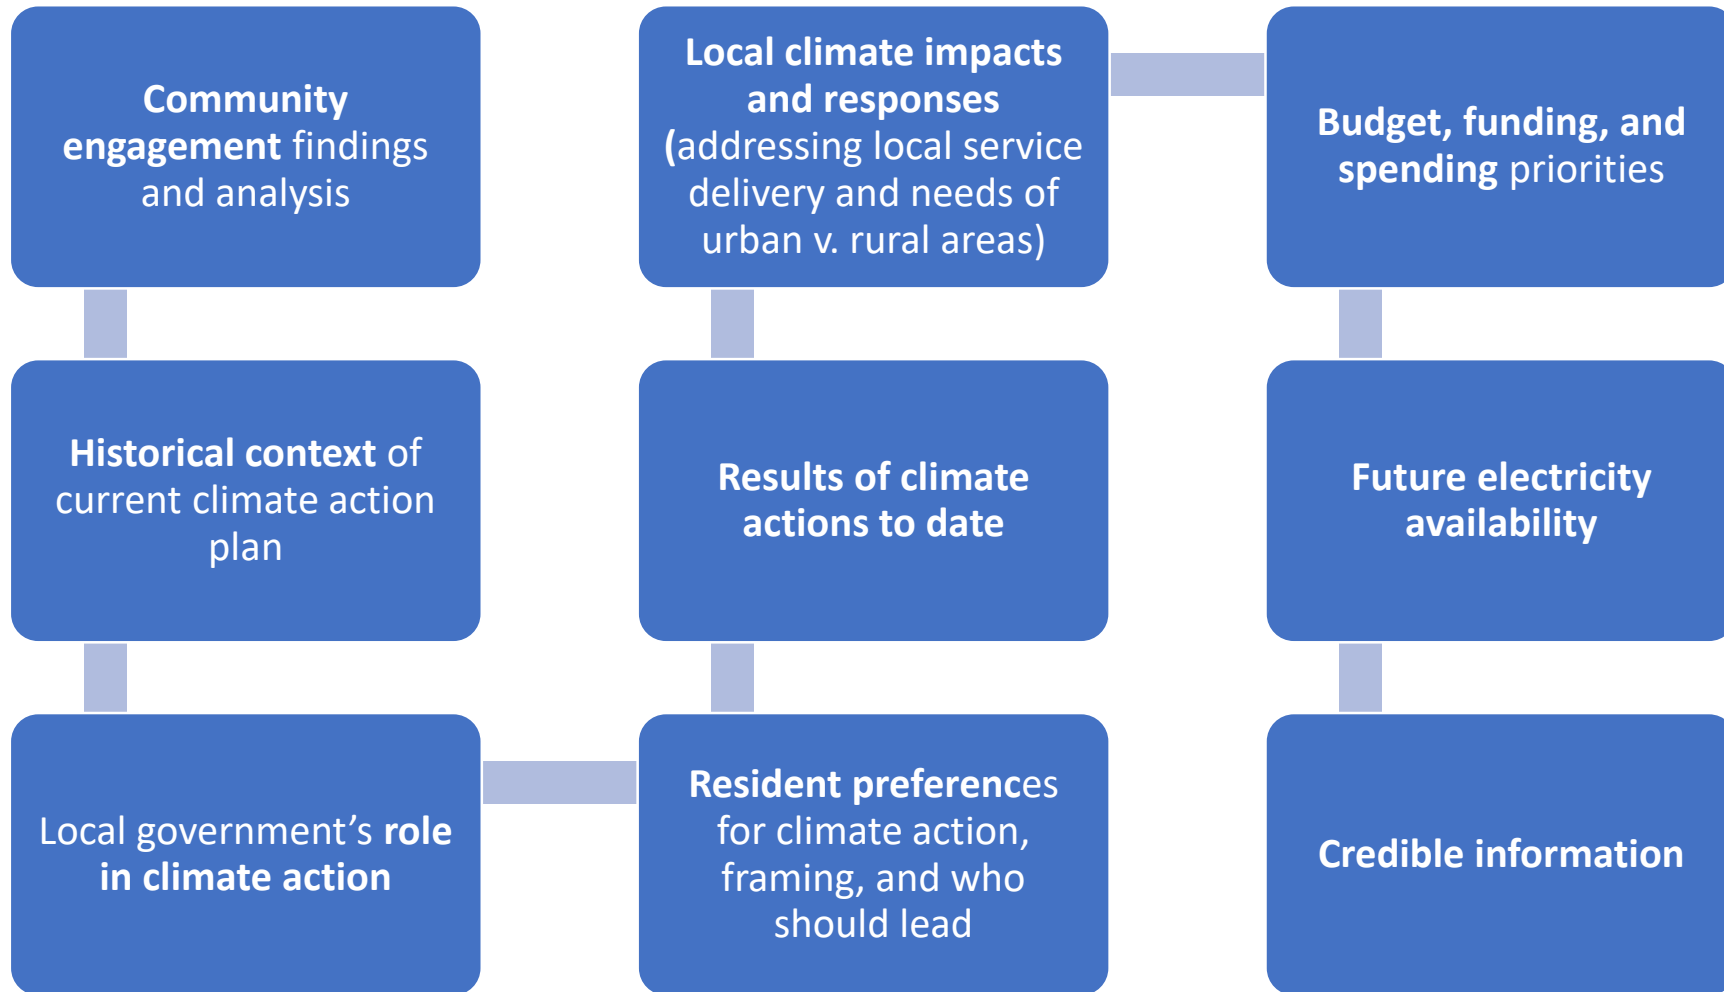 Community
engagement findings
and analysis
Historical context of
current climate action
plan
Local government’s role
in climate action
Resident preferences
for climate action,
framing, and who
should lead
Results of climate
actions to date
Local climate impacts
and responses
(addressing local service
delivery and needs of
urban v. rural areas)
Budget, funding, and
spending priorities
Future electricity
availability
Credible information